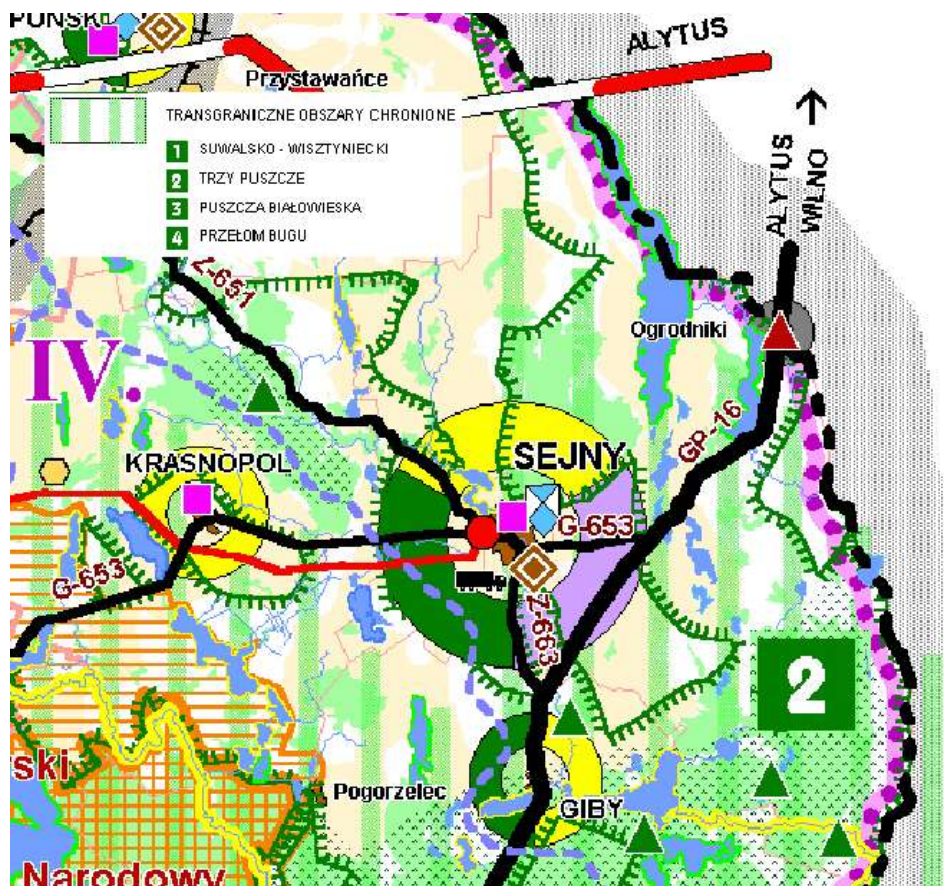 PUŃSK
ALYTUS
Przystawańce
TRANSGRANICZNE OBSZARY CHRONIONE
1 SUWALSKO - WISZTYNIECKI
2 TRZY PUSZCZE
3 PUSZCZA BIAŁOWIESKA
4 PRZEŁOM BUGU
ALYTUS
WILNO
Z-651
Ogrodniki
IV.
GP-16
KRASNOPOL
SEJNY
G-653
G-653
Z-663
2
ski
Pogorzelec
GIBY
Narodowy